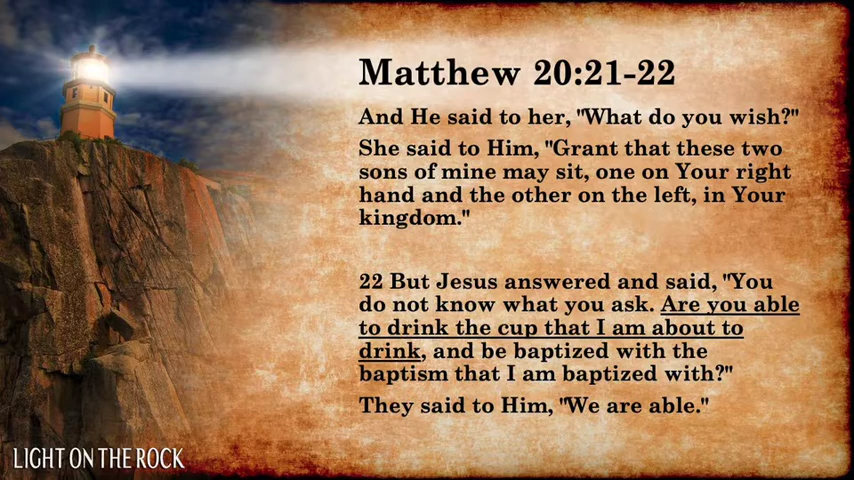 Matthew 20:21-22
And He said to her, "What do you wish?"
She said to Him, "Grant that these two
sons of mine may sit, one on Your right
hand and the other on the left, in Your
kingdom."
22 But Jesus answered and said, "You
do not know what you ask. Are you able
to drink the cup that I am about to
drink, and be baptized with the
baptism that I am baptized with?"
They said to Him, "We are able."
LIGHT ON THE ROCK